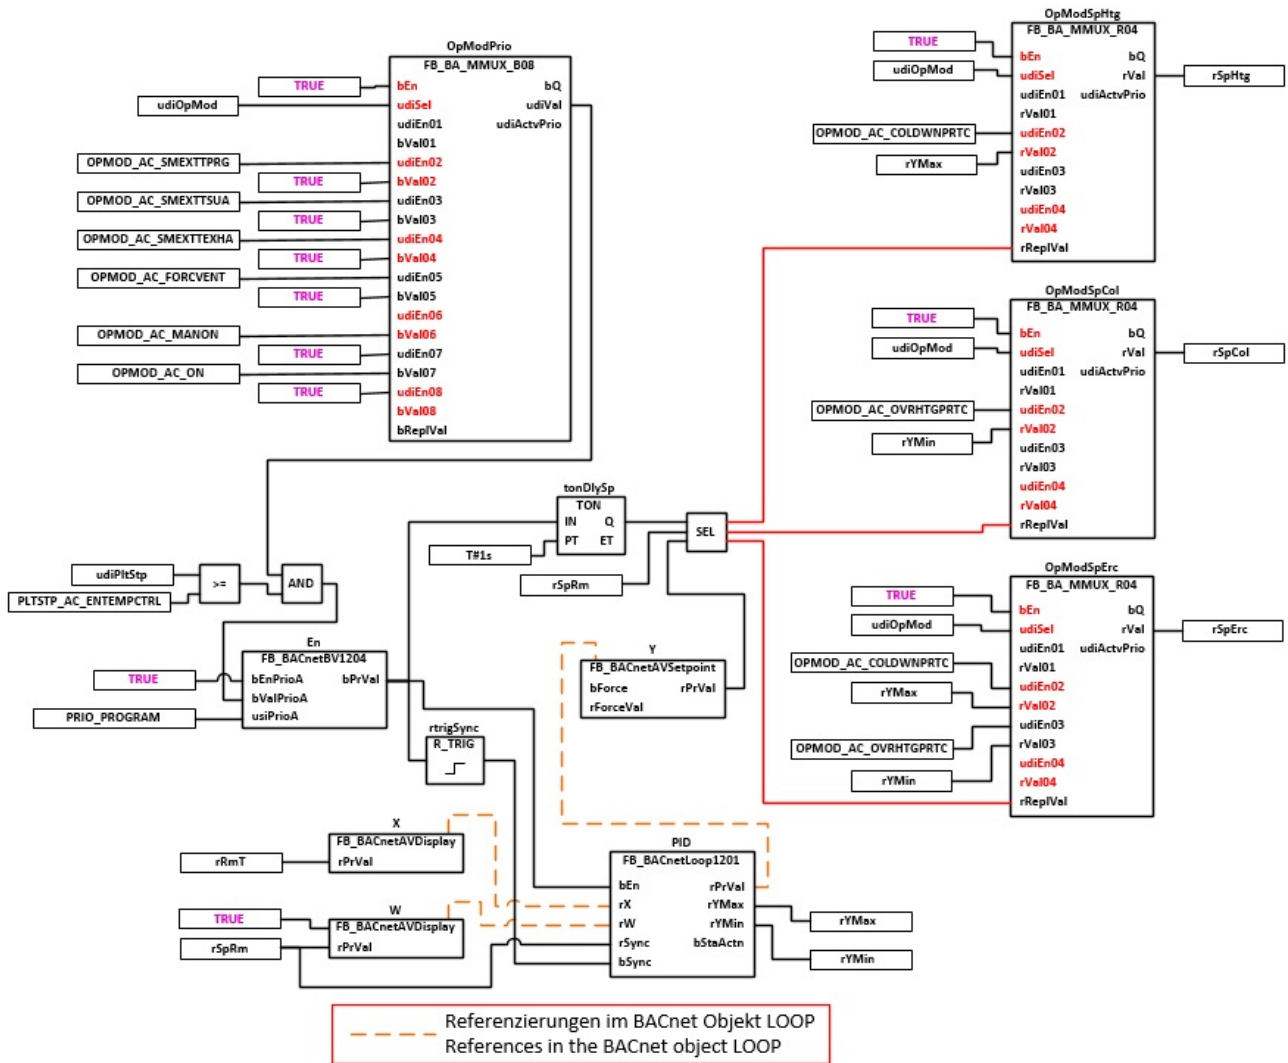 OpModPrio
FB_BA_MMUX_B08
TRUE
bEn
bQ
udiOpMod
udiSel
udiVal
udiEn01
udiActvPrio
bVal01
OPMOD_AC_SMEXTTPRG
udiEn02
TRUE
bVal02
OPMOD_AC_SMEXTTSUA
udiEn03
TRUE
bVal03
OPMOD_AC_SMEXTTEXHA
udiEn04
TRUE
bVal04
OPMOD_AC_FORCVENT
udiEn05
TRUE
bVal05
udiEn06
OPMOD_AC_MANON
bVal06
TRUE
udiEn07
OPMOD_AC_ON
bVal07
TRUE
udiEn08
bVal08
bReplVal
OpModSpHtg
FB_BA_MMUX_R04
TRUE
bEn
bQ
udiOpMod
udiSel
rVal
rSpHtg
udiEn01
udiActvPrio
rVal01
OPMOD_AC_COLDWNPRTC
udiEn02
rYMax
rVal02
udiEn03
rVal03
udiEn04
rVal04
rReplVal
OpModSpCol
FB_BA_MMUX_R04
TRUE
bEn
bQ
udiOpMod
udiSel
rVal
rSpCol
udiEn01
udiActvPrio
rVal01
OPMOD_AC_OVRHTGPRTC
udiEn02
rYMin
rVal02
udiEn03
rVal03
udiEn04
rVal04
rReplVal
OpModSpErc
FB_BA_MMUX_R04
TRUE
bEn
bQ
udiOpMod
udiSel
rVal
rSpErc
udiEn01
udiActvPrio
OPMOD_AC_COLDWNPRTC
rVal01
udiEn02
rYMax
rVal02
udiEn03
OPMOD_AC_OVRHTGPRTC
rVal03
udiEn04
rYMin
rVal04
rReplVal
tonDlySp
TON
IN
Q
PT
ET
T#1s
rSpRm
SEL
udiPltStp
>=
AND
PLTSTP_AC_ENTEMPCTRL
En
FB_BACnetBV1204
TRUE
bEnPrioA
bPrVal
bValPrioA
PRIO_PROGRAM
usiPrioA
Y
FB_BACnetAVSetpoint
bForce
rPrVal
rForceVal
rtrigSync
R_TRIG
X
FB_BACnetAVDisplay
rRmT
rPrVal
W
TRUE
FB_BACnetAVDisplay
rSpRm
rPrVal
PID
FB_BACnetLoop1201
bEn
rPrVal
rX
rYMax
rYMax
rW
rYMin
rSync
bStaActn
rYMin
bSync
Referenzierungen im BACnet Objekt LOOP
References in the BACnet object LOOP